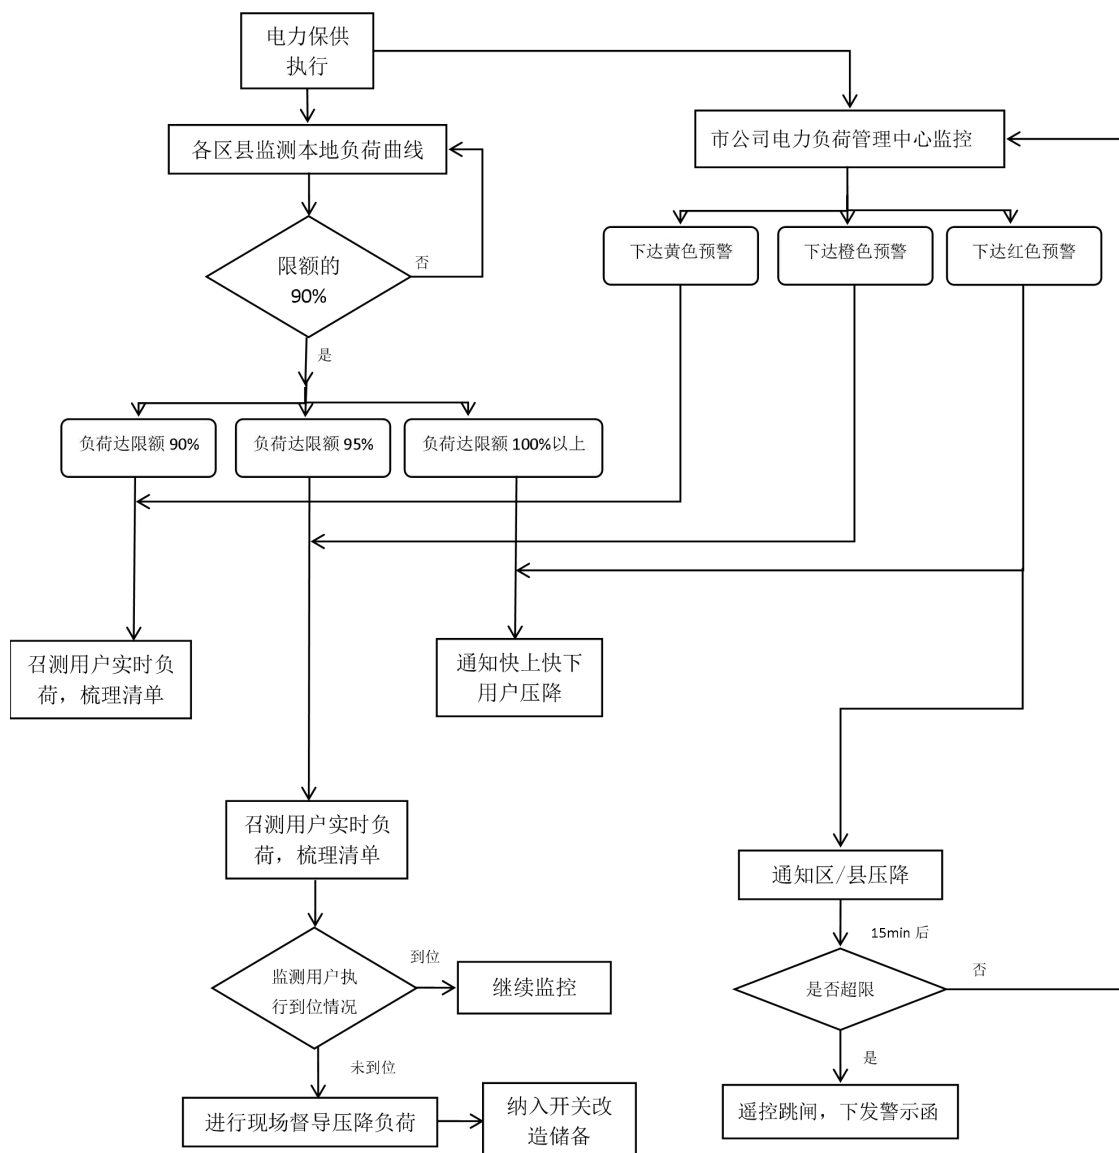 电力保供
执行
各区县监测本地负荷曲线
市公司电力负荷管理中心监控
下达黄色预警
下达橙色预警
下达红色预警
限额的
90%
否
是
负荷达限额 90%
负荷达限额 95%
负荷达限额 100%以上
召测用户实时负
荷，梳理清单
通知快上快下
用户压降
召测用户实时负
荷，梳理清单
通知区/县压降
15min 后
监测用户执
行到位情况
到位
继续监控
是否超限
否
未到位
是
进行现场督导压降负荷
纳入开关改
造储备
遥控跳闸，下发警示函